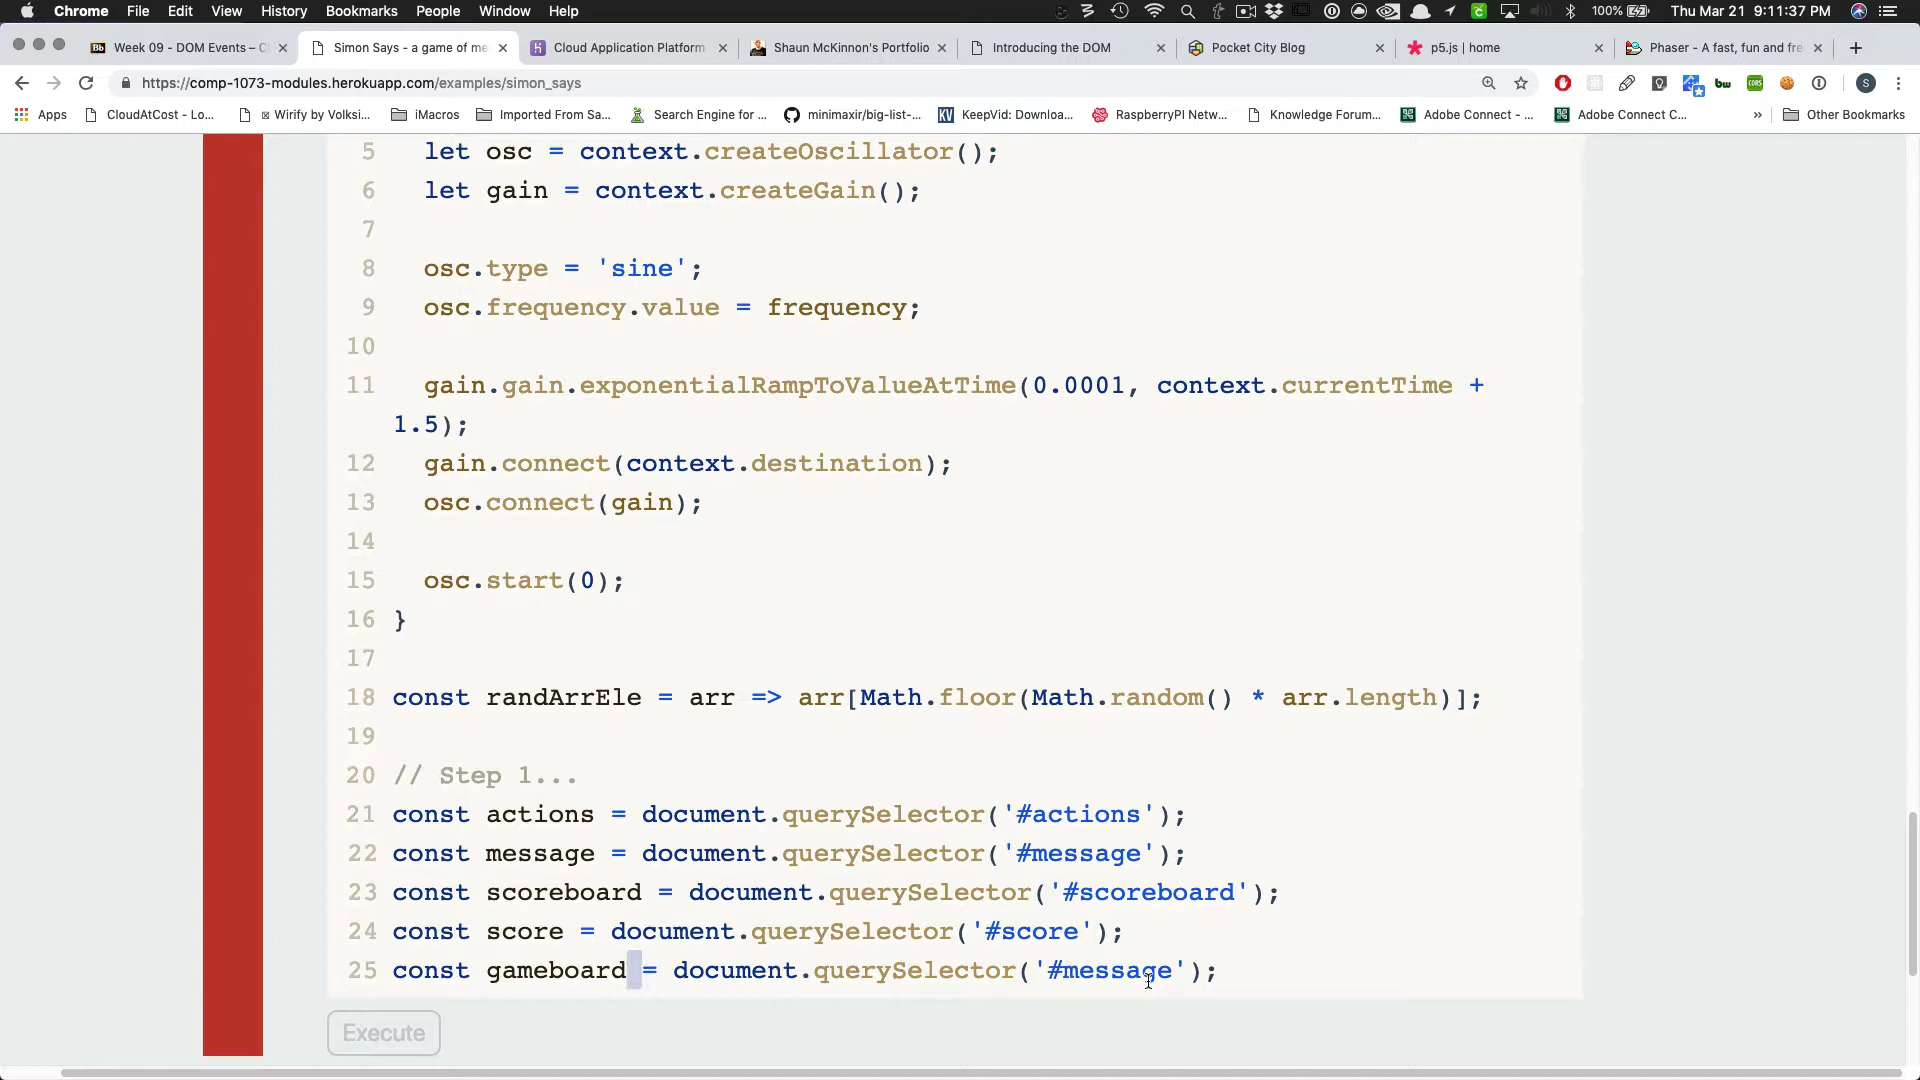 Chrome File Edit View History Bookmarks People Window Help 100% Thu Mar 21 9:11:37 PM
Bb Week 09 - DOM Events – C Simon Says - a game of me Cloud Application Platform Shaun McKinnon's Portfolio Introducing the DOM Pocket City Blog p5.js | home Phaser - A fast, fun and fre
https://comp-1073-modules.herokuapp.com/examples/simon_says
Apps CloudAtCost - Lo... Wirify by Volksi... iMacros Imported From Sa... Search Engine for ... minimaxir/big-list-... KeepVid: Downloa... RaspberryPI Netw... Knowledge Forum... Adobe Connect - ... Adobe Connect C... » Other Bookmarks
5 let osc = context.createOscillator();
6 let gain = context.createGain();
7
8 osc.type = 'sine';
9 osc.frequency.value = frequency;
10
11 gain.gain.exponentialRampToValueAtTime(0.0001, context.currentTime +
1.5);
12 gain.connect(context.destination);
13 osc.connect(gain);
14
15 osc.start(0);
16 }
17
18 const randArrEle = arr => arr[Math.floor(Math.random() * arr.length)];
19
20 // Step 1...
21 const actions = document.querySelector('#actions');
22 const message = document.querySelector('#message');
23 const scoreboard = document.querySelector('#scoreboard');
24 const score = document.querySelector('#score');
25 const gameboard = document.querySelector('#message');
Execute